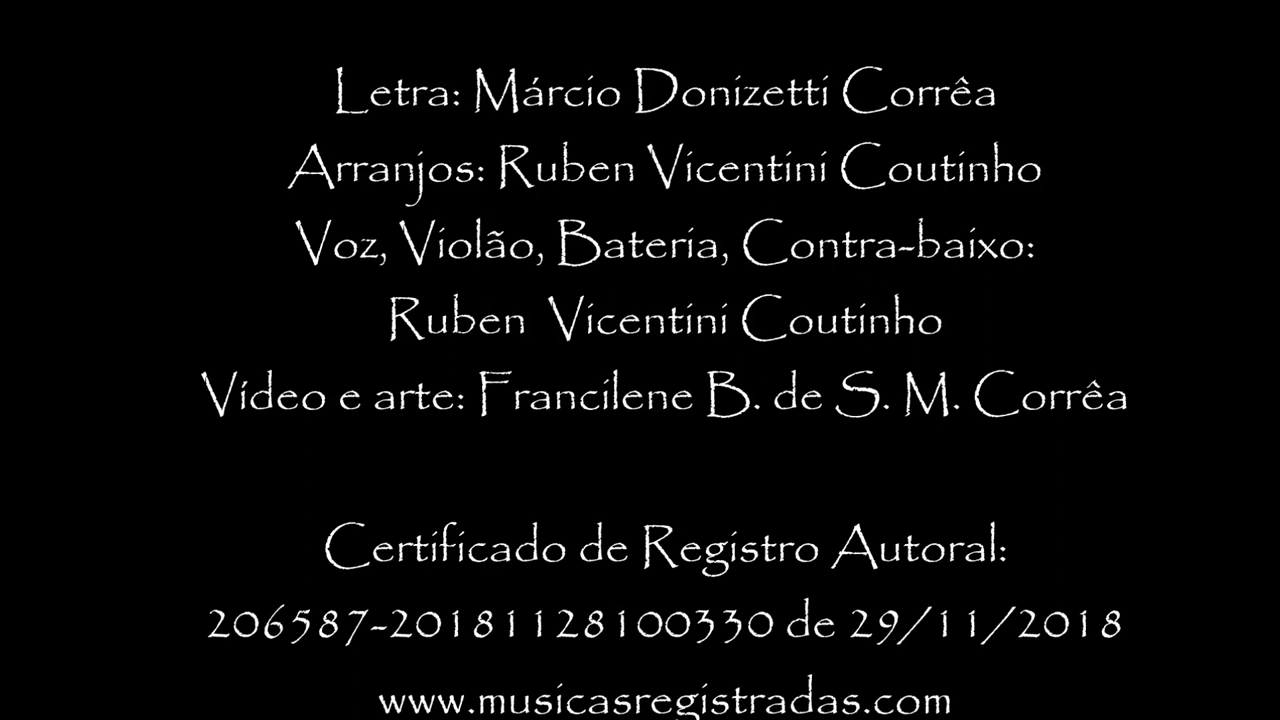 Letra: Márcio Donizetti Corrêa
Arranjos: Ruben Vicentini Coutinho
Voz, Violão, Bateria, Contra-baixo:
Ruben Vicentini Coutinho
Vídeo e arte: Francilene B. de S. M. Corrêa
Certificado de Registro Autoral:
206587-20181128100330 de 29/11/2018
www.musicasregistradas.com